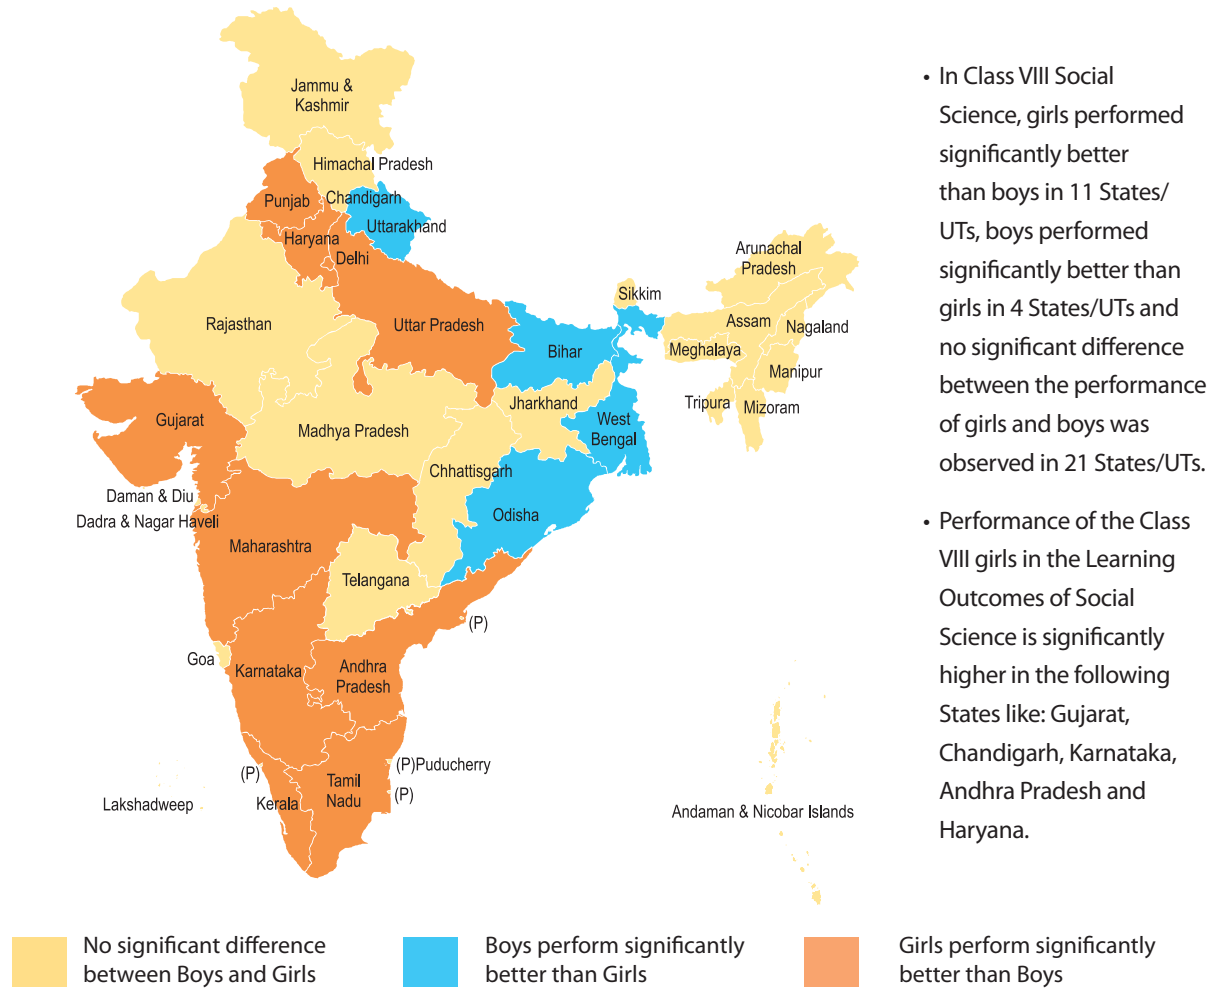 Jammu &
Kashmir
Himachal Pradesh
Punjab
Chandigarh
Uttarakhand
Haryana
Delhi
Arunachal
Pradesh
Sikkim
Rajasthan
Uttar Pradesh
Assam
Nagaland
Bihar
Meghalaya
Manipur
Jharkhand
Tripura
Mizoram
Gujarat
Madhya Pradesh
West
Bengal
Chhattisgarh
Daman & Diu
Dadra & Nagar Haveli
Odisha
Maharashtra
Telangana
(P)
Goa
Karnataka
Andhra
Pradesh
(P)
(P)Puducherry
Tamil
Nadu
(P)
Lakshadweep
Kerala
Andaman & Nicobar Islands
• In Class VIII Social
Science, girls performed
significantly better
than boys in 11 States/
UTs, boys performed
significantly better than
girls in 4 States/UTs and
no significant difference
between the performance
of girls and boys was
observed in 21 States/UTs.
• Performance of the Class
VIII girls in the Learning
Outcomes of Social
Science is significantly
higher in the following
States like: Gujarat,
Chandigarh, Karnataka,
Andhra Pradesh and
Haryana.
No significant difference
between Boys and Girls
Boys perform significantly
better than Girls
Girls perform significantly
better than Boys